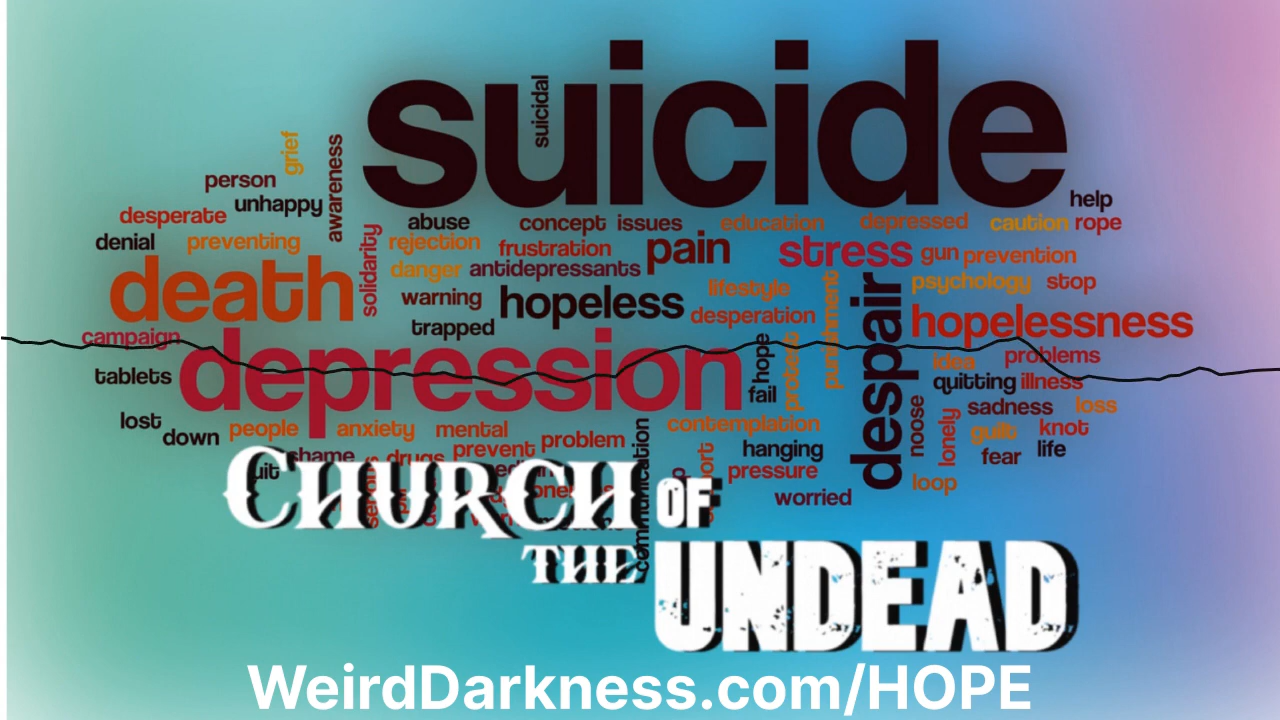 suicide
suicidal
grief
awareness
person
unhappy
help
desperate
abuse
concept
issues
education
depressed
caution
rope
denial
preventing
solidarity
rejection
frustration
pain
stress
gun
prevention
death
danger
antidepressants
psychology
stop
warning
hopeless
lifestyle
punishment
despair
trapped
desperation
hopelessness
campaign
depression
hope
protect
idea
problems
tablets
fail
quitting
illness
lost
contemplation
noose
lonely
sadness
loss
down
people
anxiety
mental
communication
hanging
guilt
knot
shame
drugs
prevent
problem
pressure
fear
life
worried
loop
CHURCH OF
THE UNDEAD
WeirdDarkness.com/HOPE